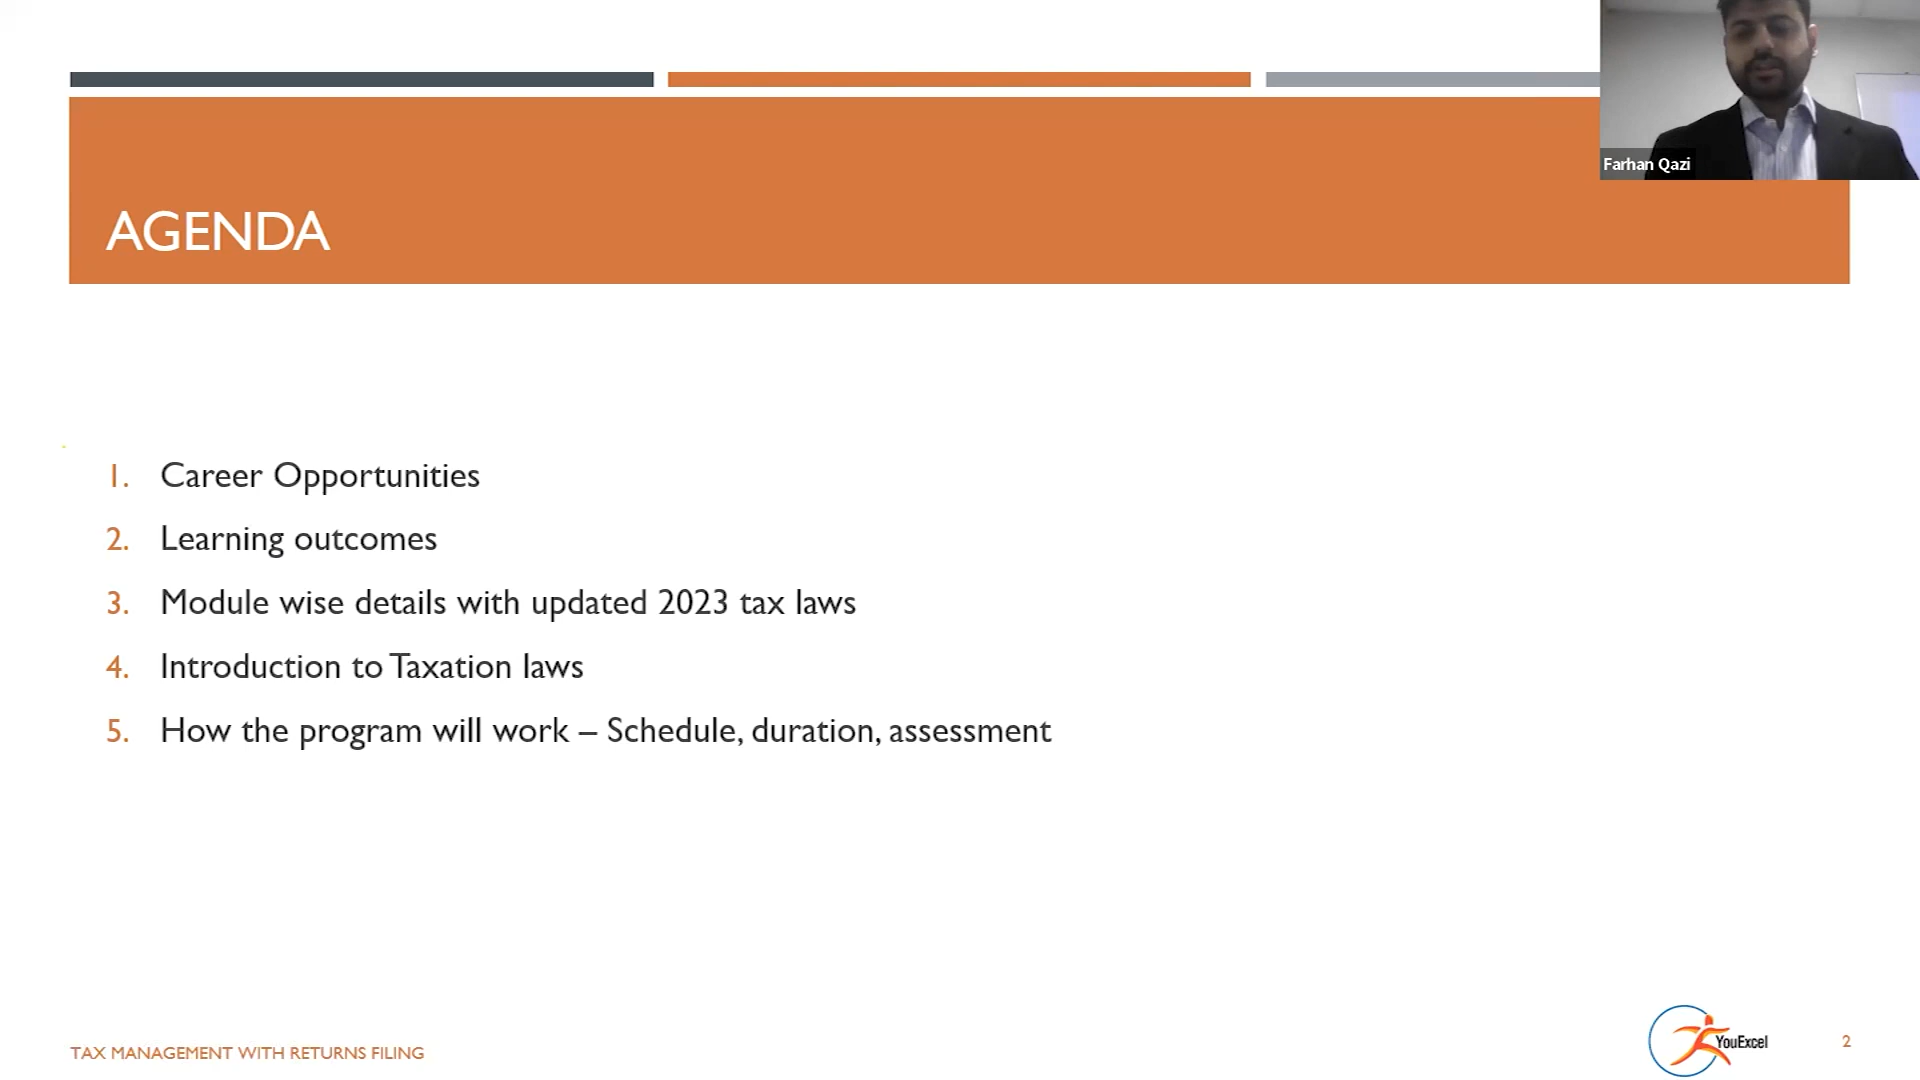 Farhan Qazi
AGENDA
1. Career Opportunities
2. Learning outcomes
3. Module wise details with updated 2023 tax laws
4. Introduction to Taxation laws
5. How the program will work – Schedule, duration, assessment
TAX MANAGEMENT WITH RETURNS FILING
YouExcel
2